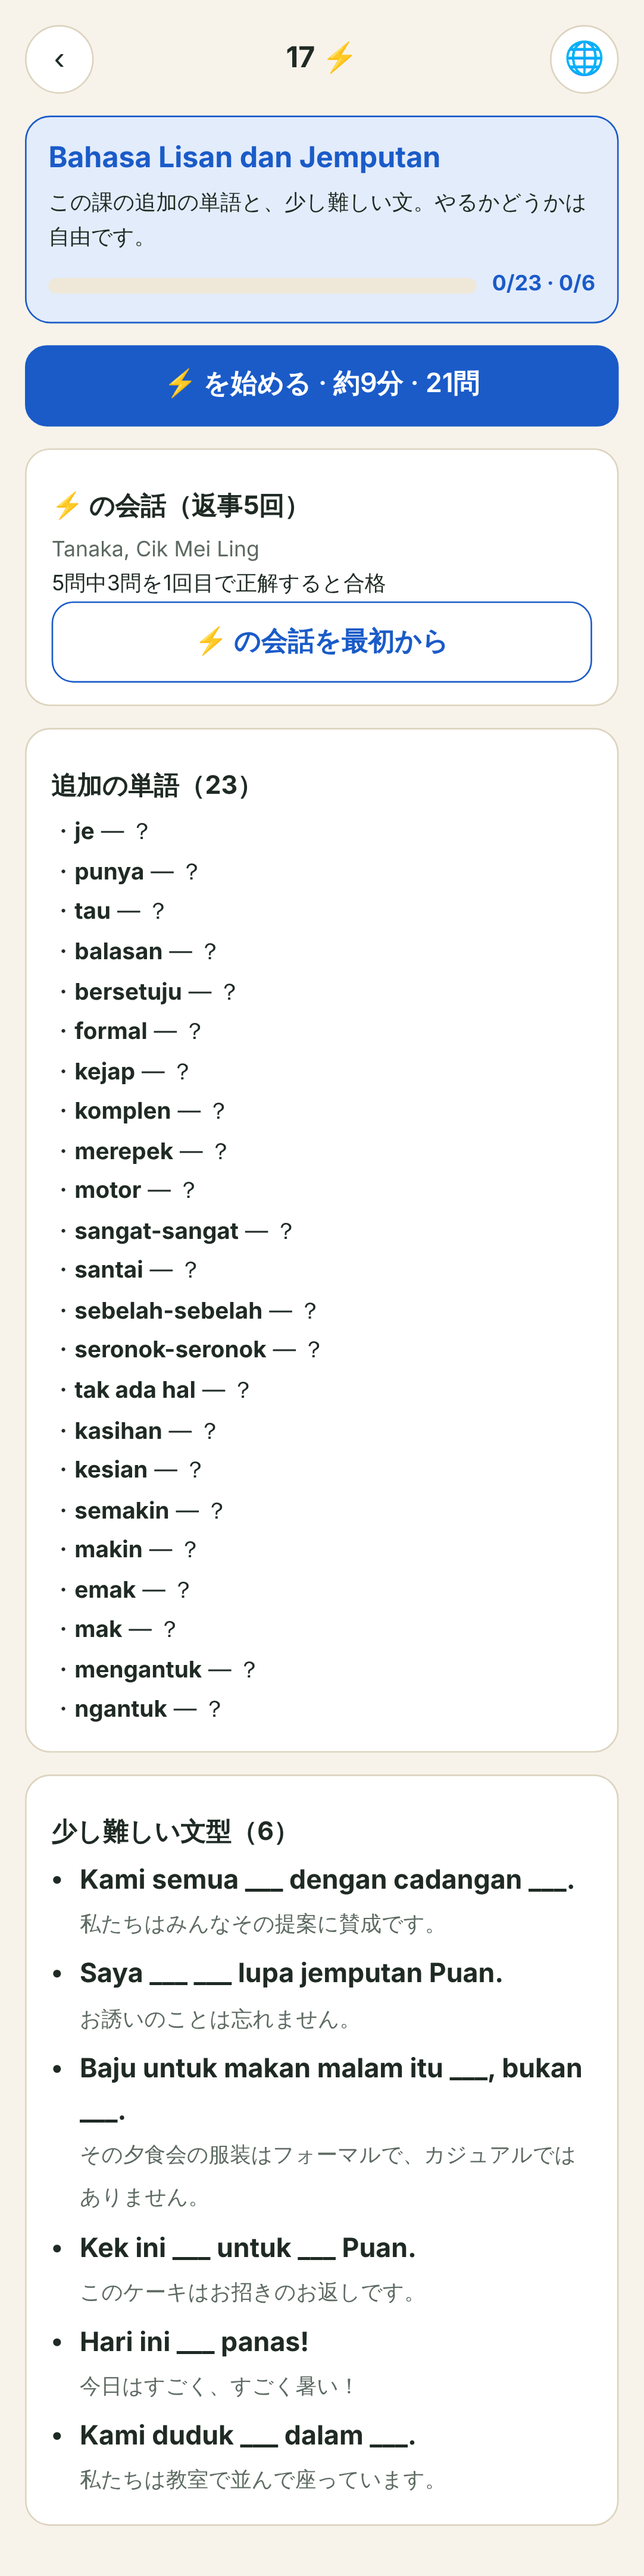 ‹
17 ⚡
🌐
Bahasa Lisan dan Jemputan
この課の追加の単語と、少し難しい文。やるかどうかは
自由です。
0/23 · 0/6
⚡ を始める · 約9分 · 21問
⚡ の会話（返事5回）
Tanaka, Cik Mei Ling
5問中3問を1回目で正解すると合格
⚡ の会話を最初から
追加の単語（23）
· je — ？
· punya — ？
· tau — ？
· balasan — ？
· bersetuju — ？
· formal — ？
· kejap — ？
· komplen — ？
· merepek — ？
· motor — ？
· sangat-sangat — ？
· santai — ？
· sebelah-sebelah — ？
· seronok-seronok — ？
· tak ada hal — ？
· kasihan — ？
· kesian — ？
· semakin — ？
· makin — ？
· emak — ？
· mak — ？
· mengantuk — ？
· ngantuk — ？
少し難しい文型（6）
• Kami semua ___ dengan cadangan ___.
私たちはみんなその提案に賛成です。
• Saya ___ ___ lupa jemputan Puan.
お誘いのことは忘れません。
• Baju untuk makan malam itu ___, bukan
___.
その夕食会の服装はフォーマルで、カジュアルでは
ありません。
• Kek ini ___ untuk ___ Puan.
このケーキはお招きのお返しです。
• Hari ini ___ panas!
今日はすごく、すごく暑い！
• Kami duduk ___ dalam ___.
私たちは教室で並んで座っています。